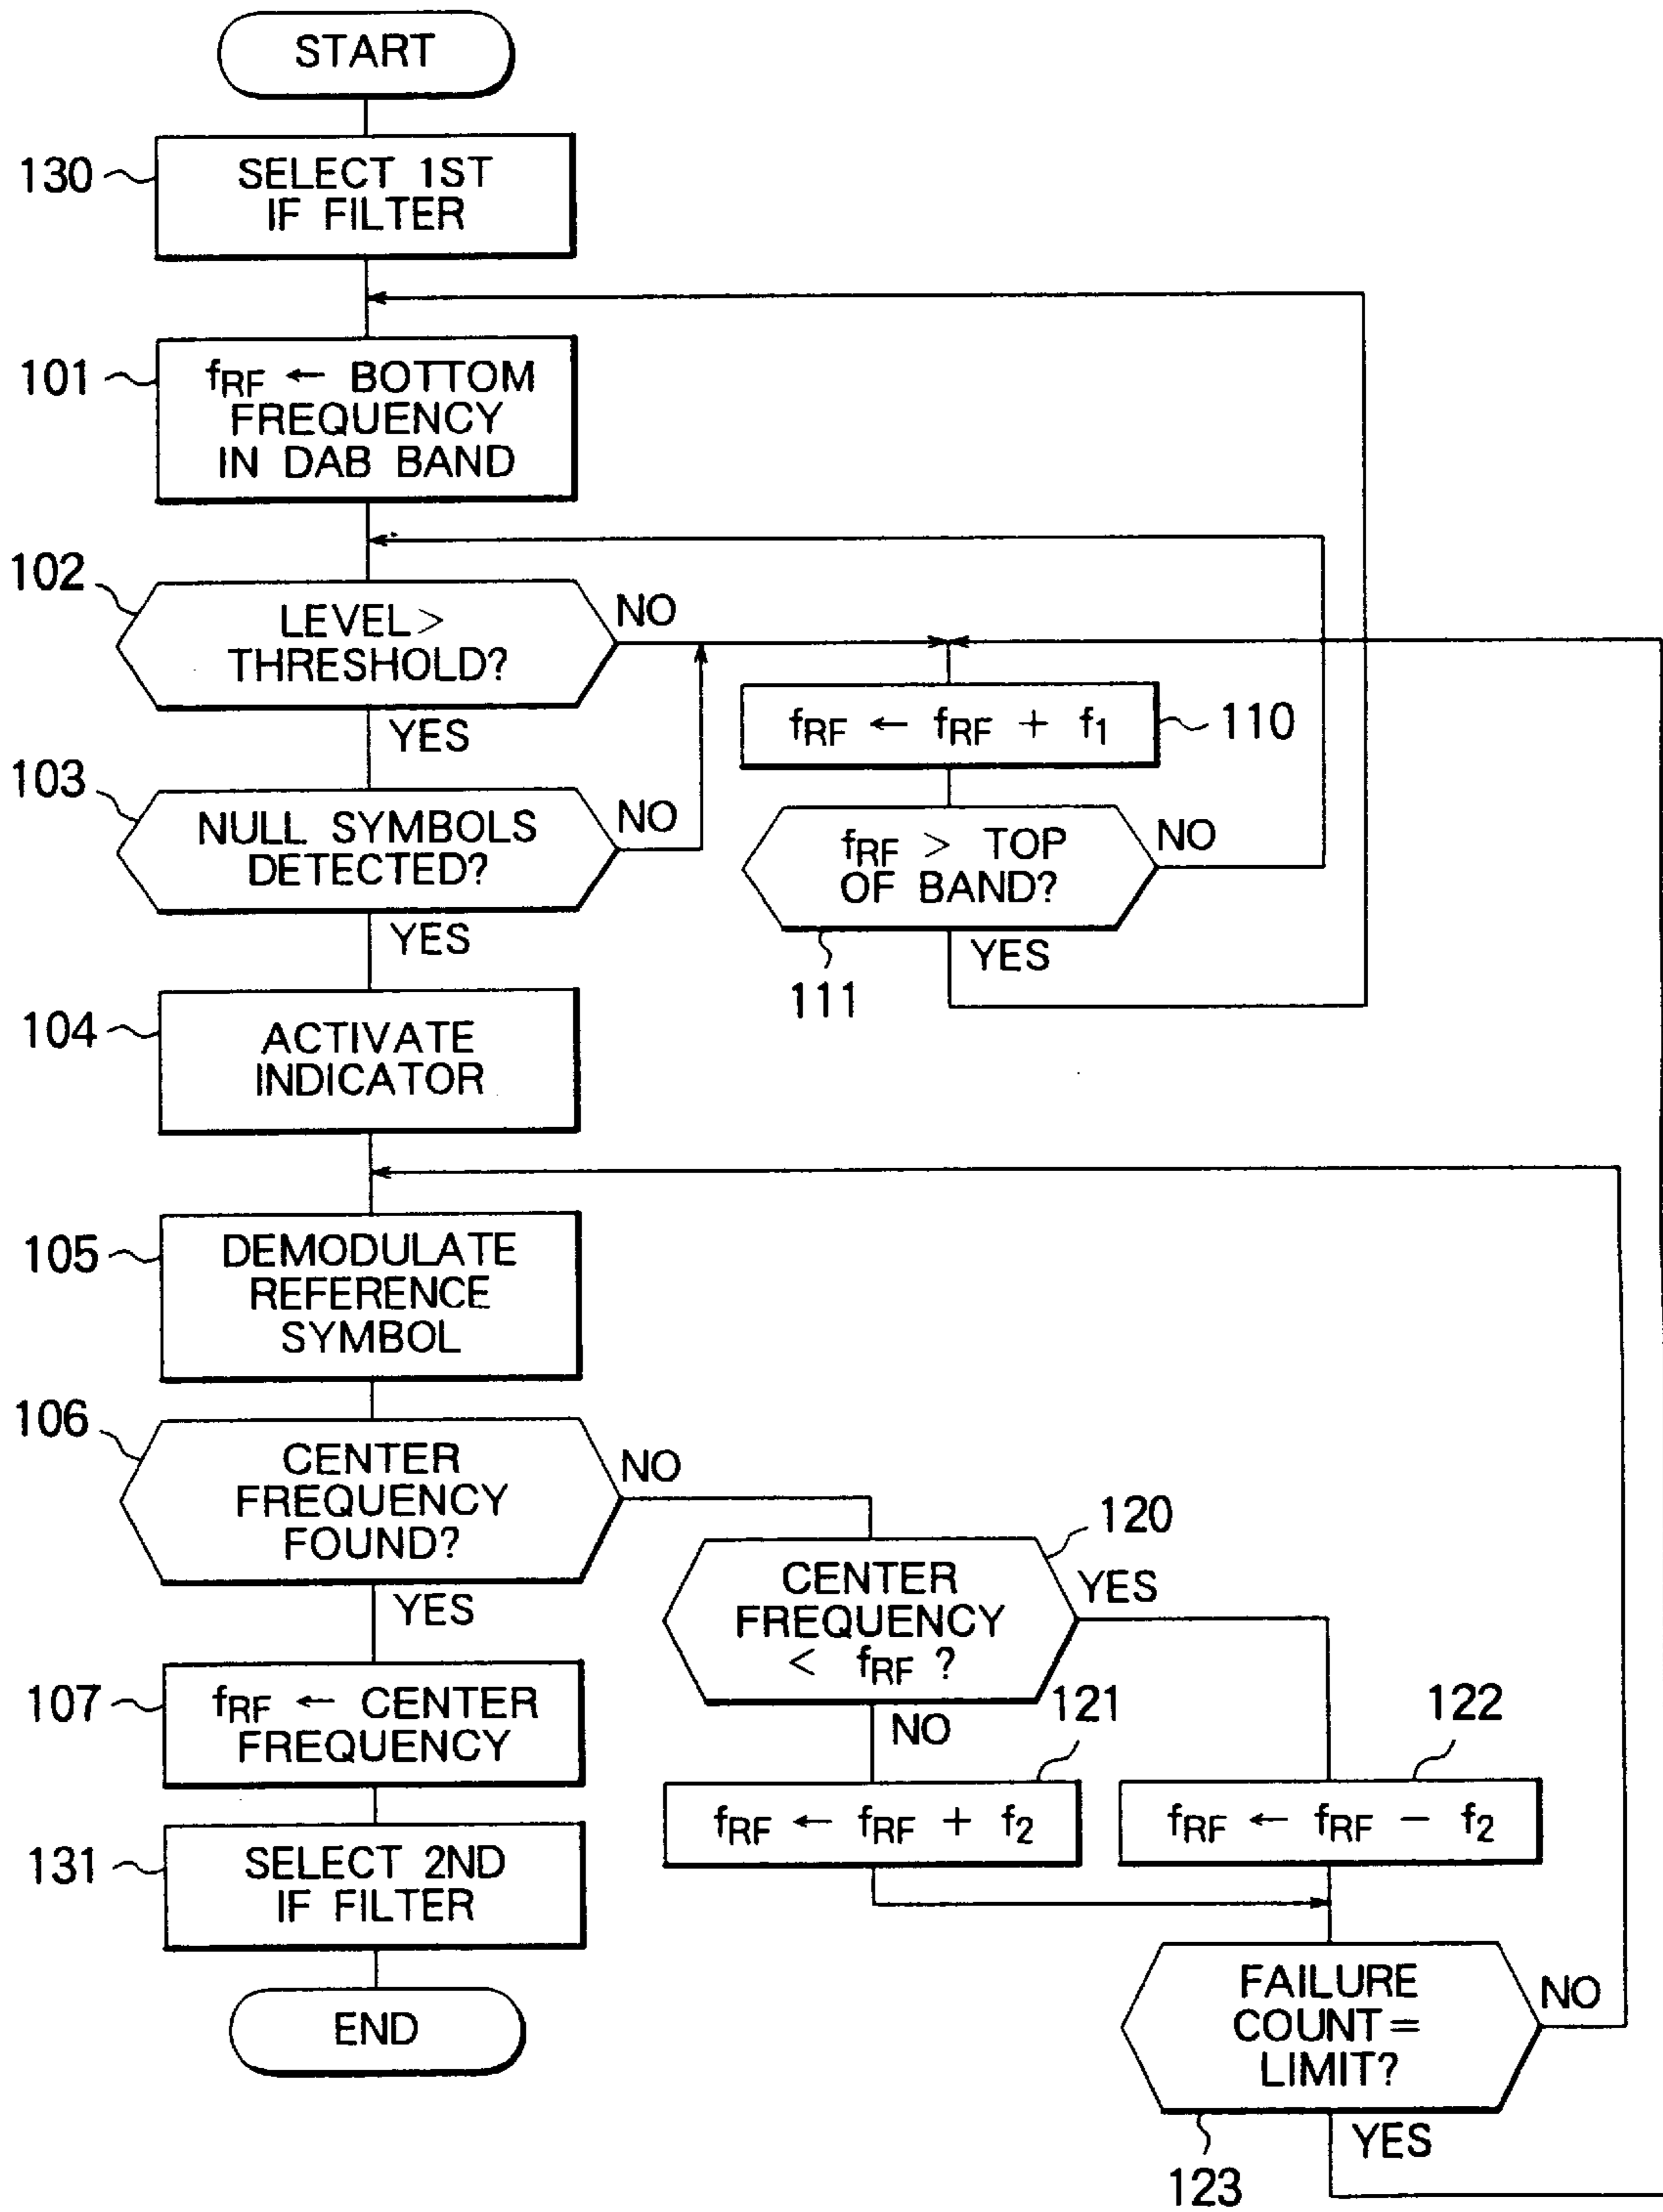 START
130
SELECT 1ST
IF FILTER
101
fRF ← BOTTOM
FREQUENCY
IN DAB BAND
102
LEVEL >
THRESHOLD?
NO
YES
fRF ← fRF + f1
110
103
NULL SYMBOLS
DETECTED?
NO
YES
fRF > TOP
OF BAND?
NO
YES
111
104
ACTIVATE
INDICATOR
105
DEMODULATE
REFERENCE
SYMBOL
106
CENTER
FREQUENCY
FOUND?
NO
YES
120
CENTER
FREQUENCY
< fRF ?
YES
NO
107
fRF ← CENTER
FREQUENCY
121
fRF ← fRF + f2
122
fRF ← fRF − f2
131
SELECT 2ND
IF FILTER
END
FAILURE
COUNT =
LIMIT?
NO
YES
123